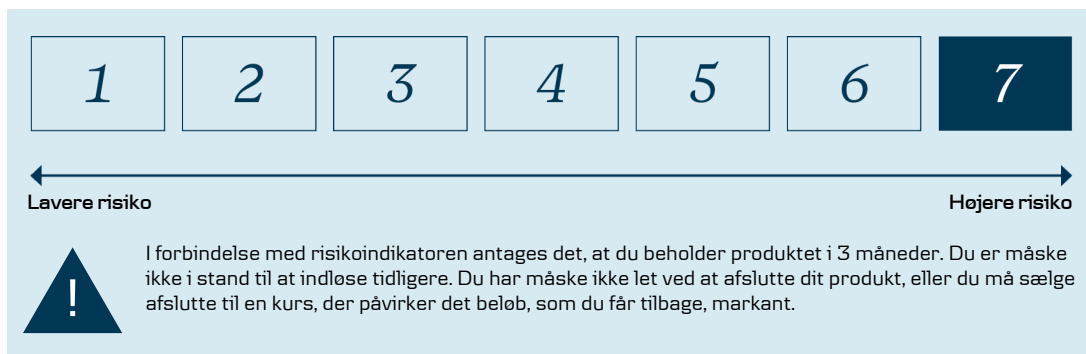 1 2 3 4 5 6 7
Lavere risiko Højere risiko
I forbindelse med risikoindikatoren antages det, at du beholder produktet i 3 måneder. Du er måske
ikke i stand til at indløse tidligere. Du har måske ikke let ved at afslutte dit produkt, eller du må sælge
afslutte til en kurs, der påvirker det beløb, som du får tilbage, markant.
!